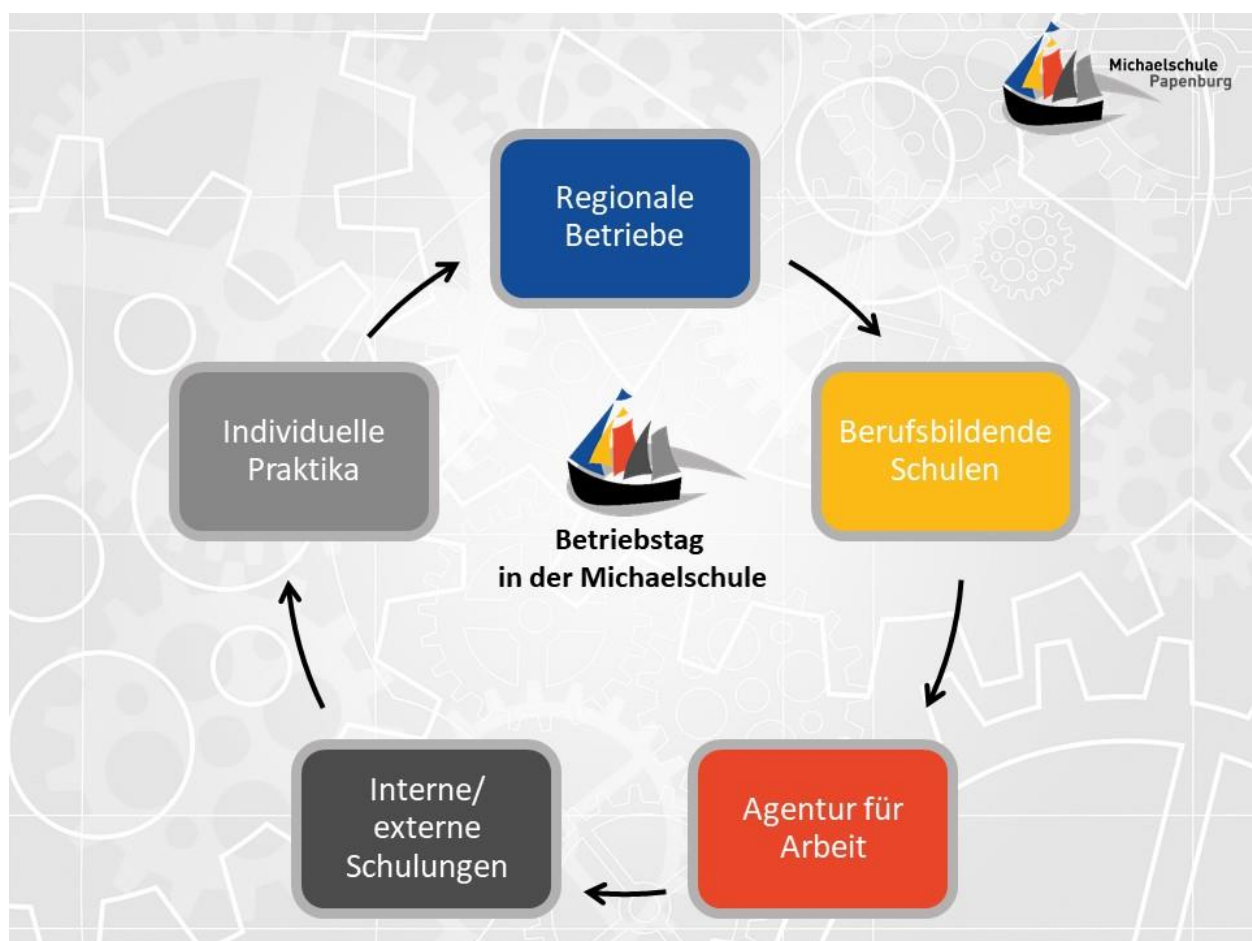 Michaelschule
Papenburg
Regionale
Betriebe
Individuelle
Praktika
Berufsbildende
Schulen
Betriebstag
in der Michaelschule
Interne/
externe
Schulungen
Agentur für
Arbeit